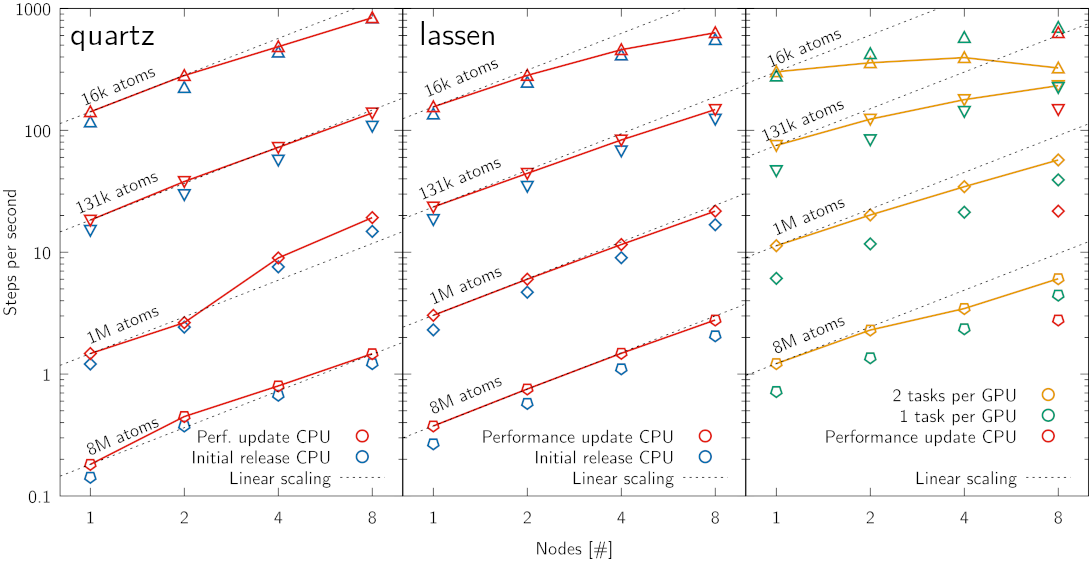 quartz
lassen
1000
100
10
1
0.1
Steps per second
16k atoms
131k atoms
1M atoms
8M atoms
Perf. update CPU
Initial release CPU
Linear scaling
1 2 4 8
16k atoms
131k atoms
1M atoms
8M atoms
Performance update CPU
Initial release CPU
Linear scaling
1 2 4 8
16k atoms
131k atoms
1M atoms
8M atoms
2 tasks per GPU
1 task per GPU
Performance update CPU
Linear scaling
1 2 4 8
Nodes [#]